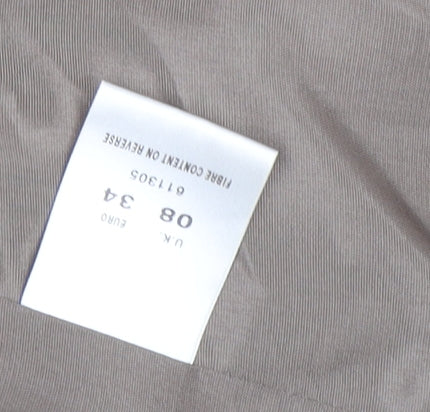 U.K. EURO
08 34
611305
FIBRE CONTENT ON REVERSE